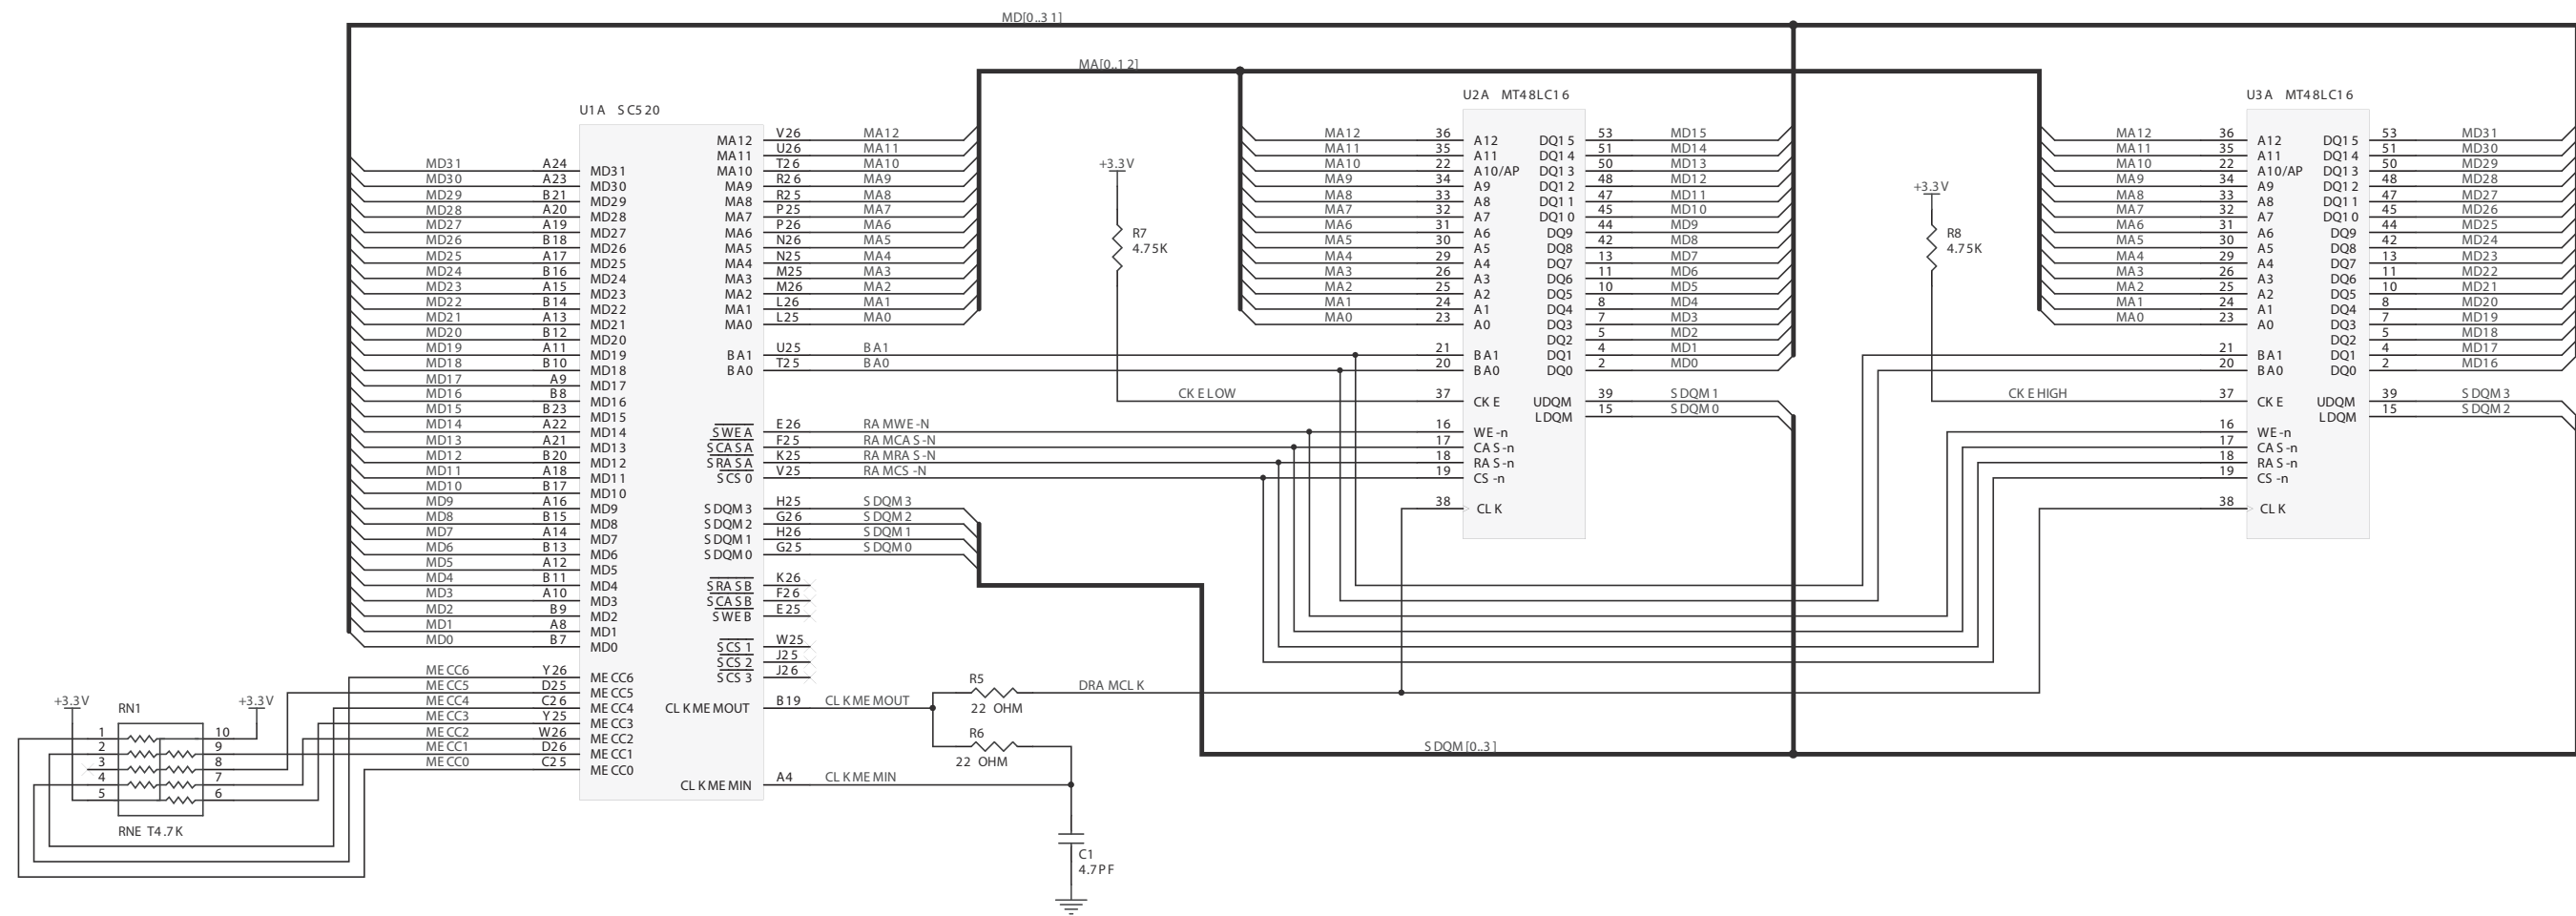 MD[0..31]
MA[0..12]
U1A SC520
MD31 A24 MD31
MD30 A23 MD30
MD29 B21 MD29
MD28 A20 MD28
MD27 A19 MD27
MD26 B18 MD26
MD25 A17 MD25
MD24 B16 MD24
MD23 A15 MD23
MD22 B14 MD22
MD21 A13 MD21
MD20 B12 MD20
MD19 A11 MD19
MD18 B10 MD18
MD17 A9 MD17
MD16 B8 MD16
MD15 B23 MD15
MD14 A22 MD14
MD13 A21 MD13
MD12 B20 MD12
MD11 A18 MD11
MD10 B17 MD10
MD9 A16 MD9
MD8 B15 MD8
MD7 A14 MD7
MD6 B13 MD6
MD5 A12 MD5
MD4 B11 MD4
MD3 A10 MD3
MD2 B9 MD2
MD1 A8 MD1
MD0 B7 MD0
MECC6 Y26 MECC6
MECC5 D25 MECC5
MECC4 C26 MECC4
MECC3 Y25 MECC3
MECC2 W26 MECC2
MECC1 D26 MECC1
MECC0 C25 MECC0
MA12 V26 MA12
MA11 U26 MA11
MA10 T26 MA10
MA9 R26 MA9
MA8 R25 MA8
MA7 P25 MA7
MA6 P26 MA6
MA5 N26 MA5
MA4 N25 MA4
MA3 M25 MA3
MA2 M26 MA2
MA1 L26 MA1
MA0 L25 MA0
BA1 U25 BA1
BA0 T25 BA0
SWEA E26 RAMWE-N
SCASA F25 RAMCAS-N
SRASA K25 RAMRAS-N
SCS0 V25 RAMCS-N
SDQM3 H25 SDQM3
SDQM2 G26 SDQM2
SDQM1 H26 SDQM1
SDQM0 G25 SDQM0
SRASB K26
SCASB F26
SWEB E25
SCS1 W25
SCS2 J25
SCS3 J26
CLKMEMOUT B19 CLKMEMOUT
CLKMEMIN A4 CLKMEMIN
+3.3V
RN1
+3.3V
1 10
2 9
3 8
4 7
5 6
RNET4.7K
R5
22 OHM
DRAMCLK
R6
22 OHM
C1
4.7PF
SDQM[0..3]
+3.3V
R7
4.75K
CKELOW
U2A MT48LC16
MA12 36 A12
MA11 35 A11
MA10 22 A10/AP
MA9 34 A9
MA8 33 A8
MA7 32 A7
MA6 31 A6
MA5 30 A5
MA4 29 A4
MA3 26 A3
MA2 25 A2
MA1 24 A1
MA0 23 A0
21 BA1
20 BA0
37 CKE
16 WE-n
17 CAS-n
18 RAS-n
19 CS-n
38 CLK
DQ15 53 MD15
DQ14 51 MD14
DQ13 50 MD13
DQ12 48 MD12
DQ11 47 MD11
DQ10 45 MD10
DQ9 44 MD9
DQ8 42 MD8
DQ7 13 MD7
DQ6 11 MD6
DQ5 10 MD5
DQ4 8 MD4
DQ3 7 MD3
DQ2 5 MD2
DQ1 4 MD1
DQ0 2 MD0
UDQM 39 SDQM1
LDQM 15 SDQM0
+3.3V
R8
4.75K
CKEHIGH
U3A MT48LC16
MA12 36 A12
MA11 35 A11
MA10 22 A10/AP
MA9 34 A9
MA8 33 A8
MA7 32 A7
MA6 31 A6
MA5 30 A5
MA4 29 A4
MA3 26 A3
MA2 25 A2
MA1 24 A1
MA0 23 A0
21 BA1
20 BA0
37 CKE
16 WE-n
17 CAS-n
18 RAS-n
19 CS-n
38 CLK
DQ15 53 MD31
DQ14 51 MD30
DQ13 50 MD29
DQ12 48 MD28
DQ11 47 MD27
DQ10 45 MD26
DQ9 44 MD25
DQ8 42 MD24
DQ7 13 MD23
DQ6 11 MD22
DQ5 10 MD21
DQ4 8 MD20
DQ3 7 MD19
DQ2 5 MD18
DQ1 4 MD17
DQ0 2 MD16
UDQM 39 SDQM3
LDQM 15 SDQM2